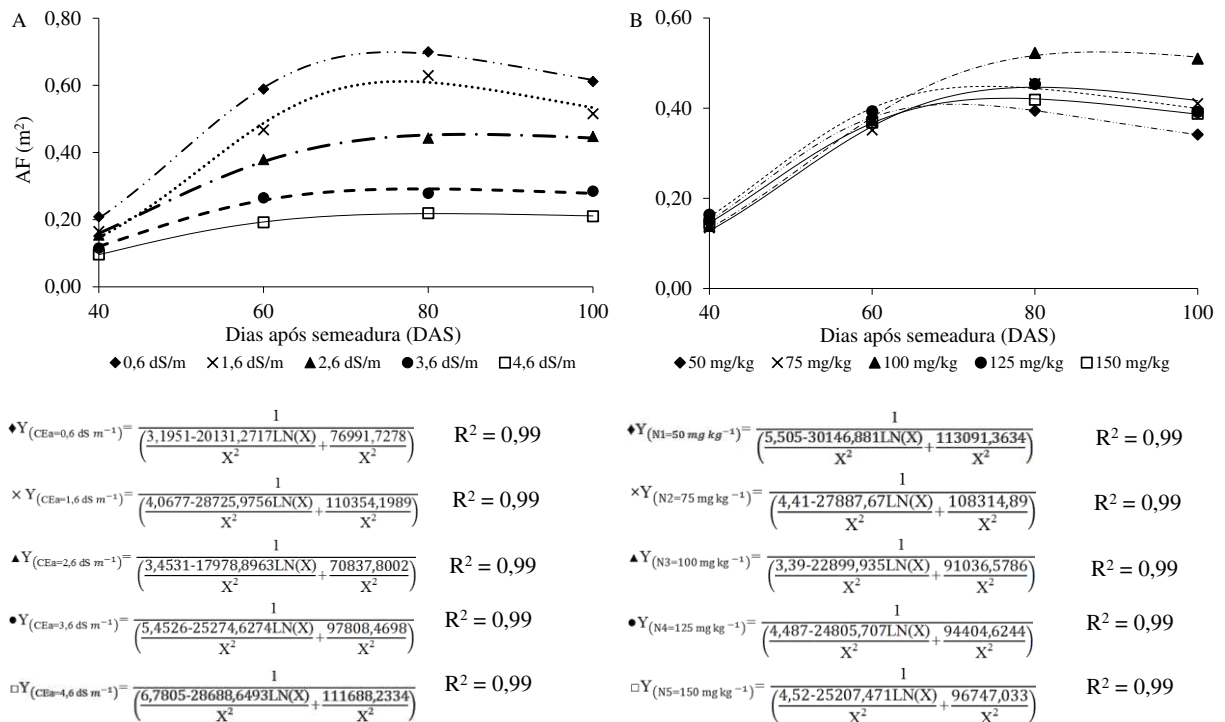 A
AF (m²)
0,80
0,60
0,40
0,20
0,00
40 60 80 100
Dias após semeadura (DAS)
◆0,6 dS/m ×1,6 dS/m ▲2,6 dS/m ●3,6 dS/m □4,6 dS/m
B
0,60
0,40
0,20
0,00
40 60 80 100
Dias após semeadura (DAS)
◆50 mg/kg ×75 mg/kg ▲100 mg/kg ●125 mg/kg □150 mg/kg
◆Y(CEa=0,6 dS m⁻¹)= 1 / ((3,1951-20131,2717LN(X))/X² + 76991,7278/X²) R² = 0,99
×Y(CEa=1,6 dS m⁻¹)= 1 / ((4,0677-28725,9756LN(X))/X² + 110354,1989/X²) R² = 0,99
▲Y(CEa=2,6 dS m⁻¹)= 1 / ((3,4531-17978,8963LN(X))/X² + 70837,8002/X²) R² = 0,99
●Y(CEa=3,6 dS m⁻¹)= 1 / ((5,4526-25274,6274LN(X))/X² + 97808,4698/X²) R² = 0,99
□Y(CEa=4,6 dS m⁻¹)= 1 / ((6,7805-28688,6493LN(X))/X² + 111688,2334/X²) R² = 0,99
◆Y(N1=50 mg kg⁻¹)= 1 / ((5,505-30146,881LN(X))/X² + 113091,3634/X²) R² = 0,99
×Y(N2=75 mg kg⁻¹)= 1 / ((4,41-27887,67LN(X))/X² + 108314,89/X²) R² = 0,99
▲Y(N3=100 mg kg⁻¹)= 1 / ((3,39-22899,935LN(X))/X² + 91036,5786/X²) R² = 0,99
●Y(N4=125 mg kg⁻¹)= 1 / ((4,487-24805,707LN(X))/X² + 94404,6244/X²) R² = 0,99
□Y(N5=150 mg kg⁻¹)= 1 / ((4,52-25207,471LN(X))/X² + 96747,033/X²) R² = 0,99